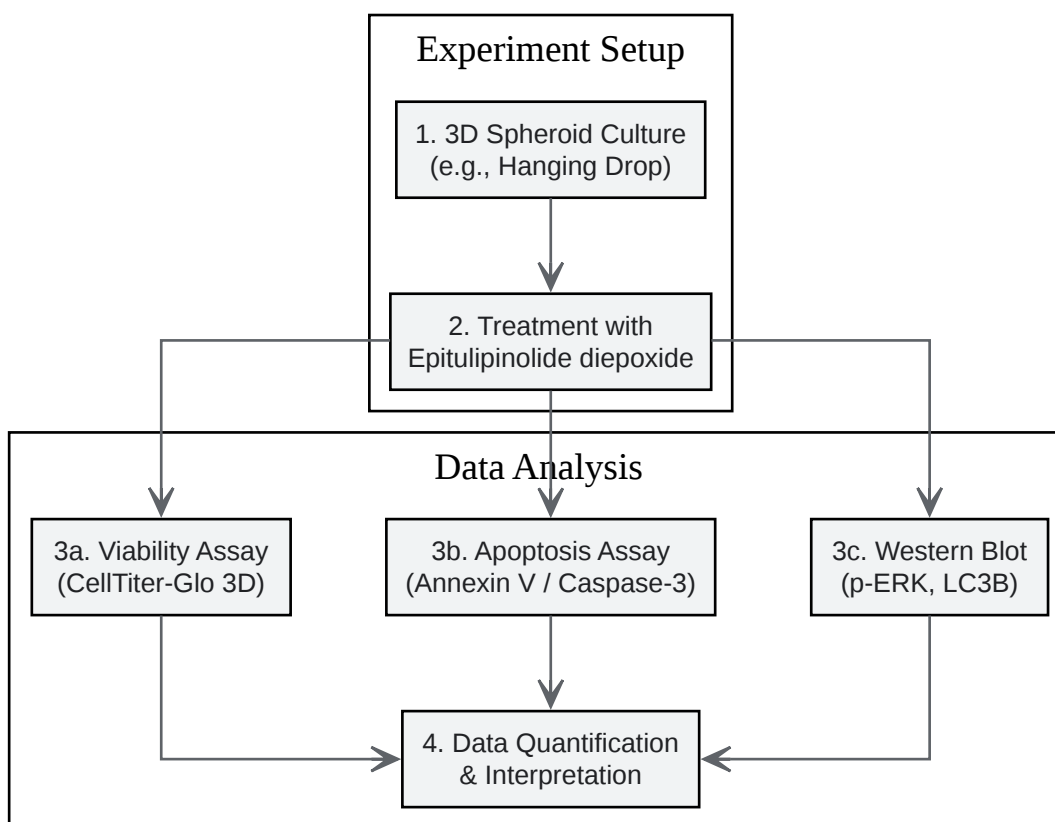 Experiment Setup
1. 3D Spheroid Culture
(e.g., Hanging Drop)
2. Treatment with
Epitulipinolide diepoxide
Data Analysis
3a. Viability Assay
(CellTiter-Glo 3D)
3b. Apoptosis Assay
(Annexin V / Caspase-3)
3c. Western Blot
(p-ERK, LC3B)
4. Data Quantification
& Interpretation